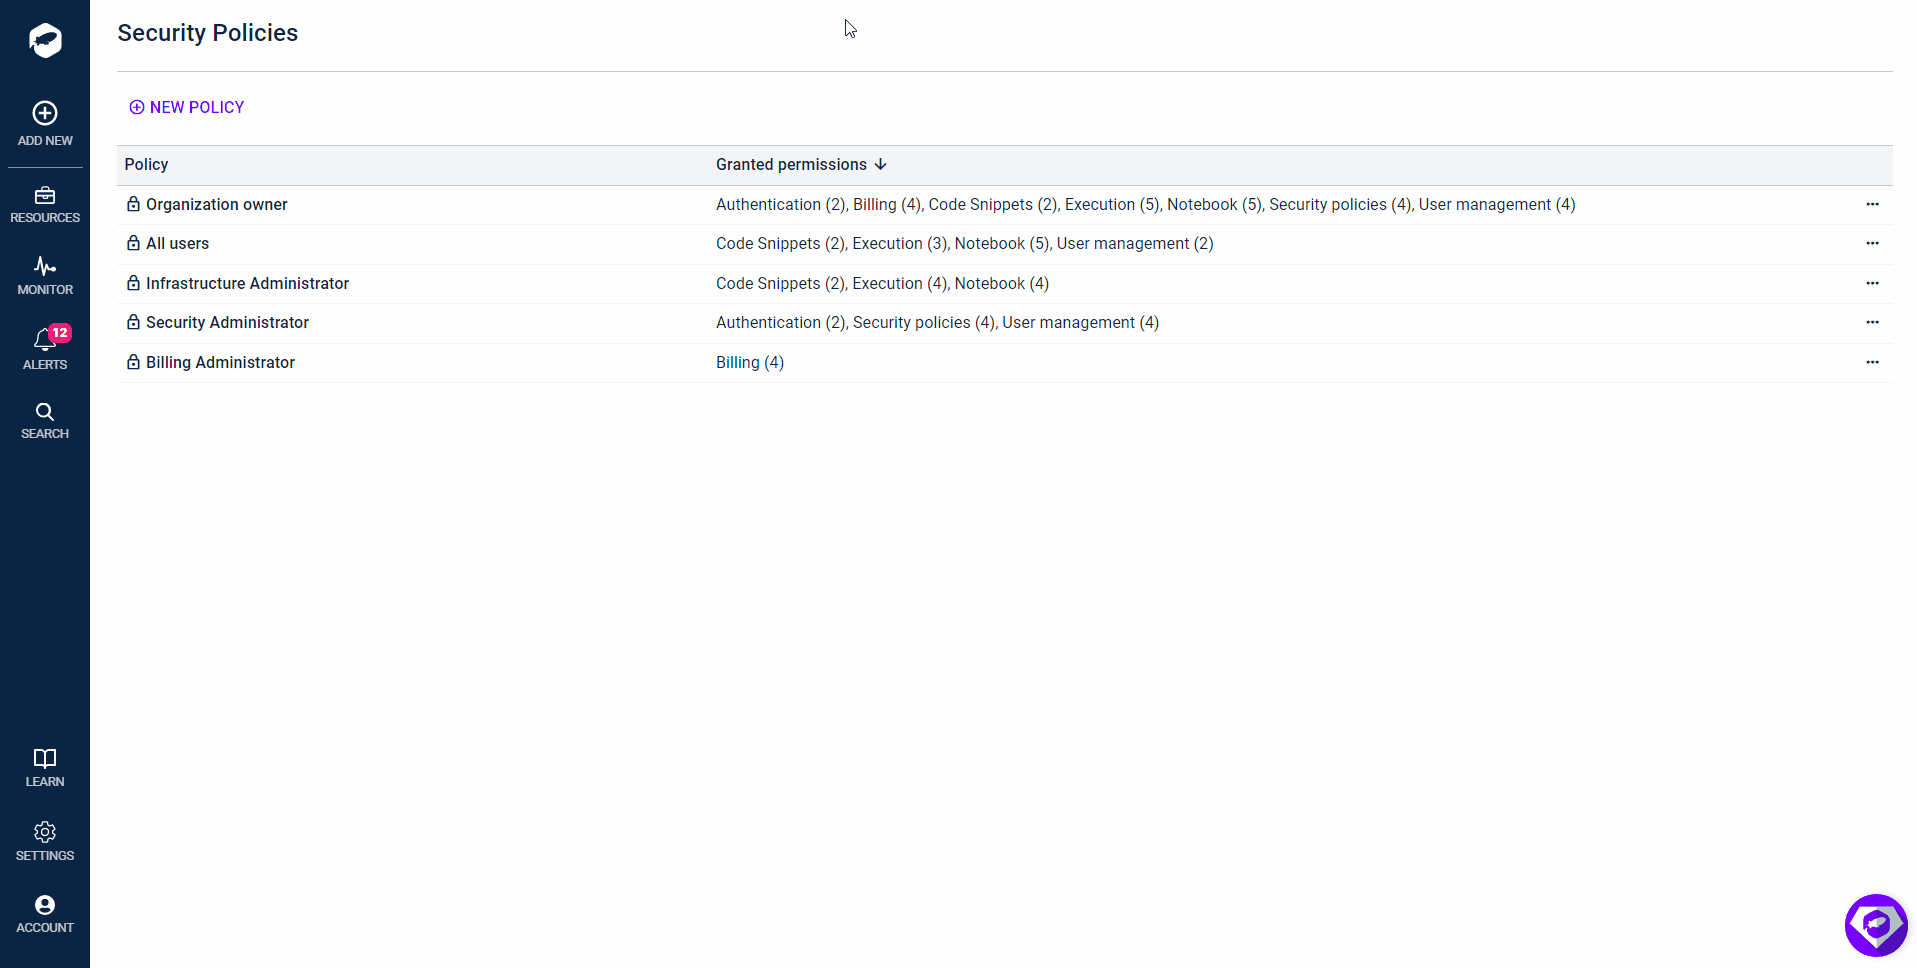 Security Policies
NEW POLICY
Policy Granted permissions
Organization owner Authentication (2), Billing (4), Code Snippets (2), Execution (5), Notebook (5), Security policies (4), User management (4)
All users Code Snippets (2), Execution (3), Notebook (5), User management (2)
Infrastructure Administrator Code Snippets (2), Execution (4), Notebook (4)
Security Administrator Authentication (2), Security policies (4), User management (4)
Billing Administrator Billing (4)
ADD NEW
RESOURCES
MONITOR
12
ALERTS
SEARCH
LEARN
SETTINGS
ACCOUNT